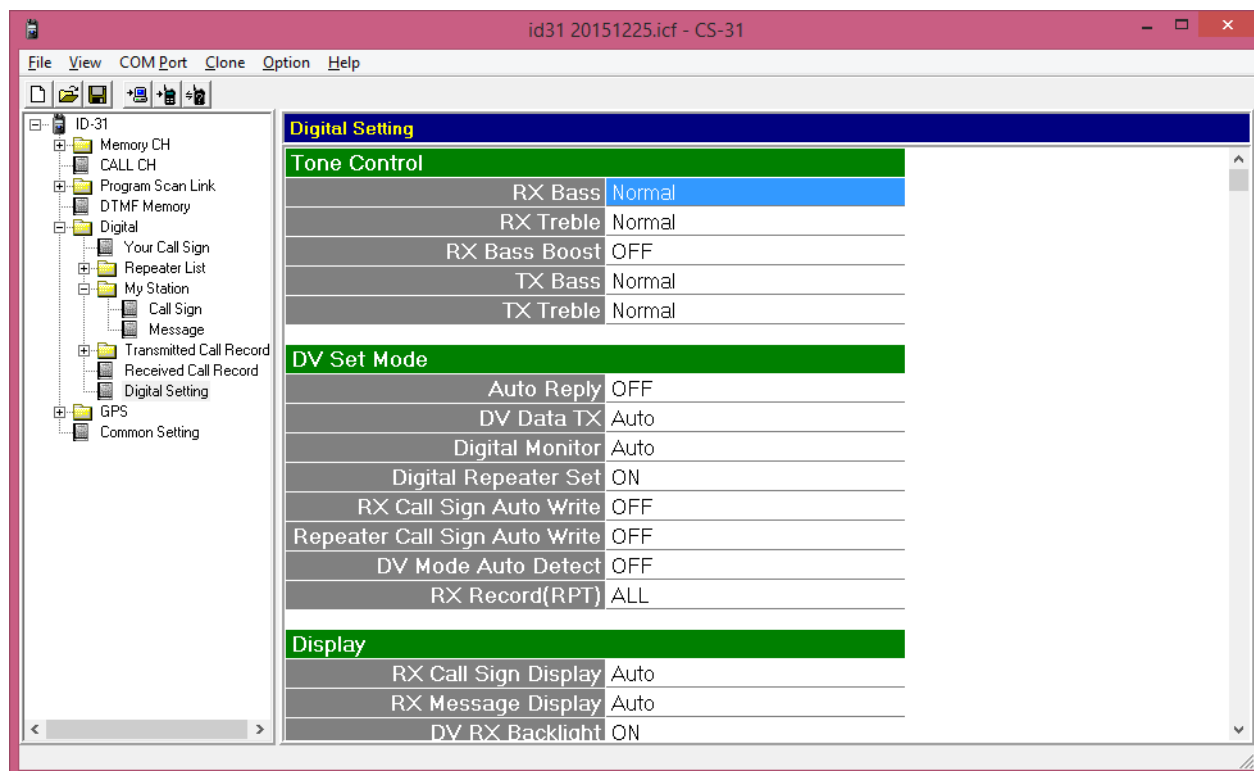 id31 20151225.icf - CS-31
File View COM Port Clone Option Help
ID-31
Memory CH
CALL CH
Program Scan Link
DTMF Memory
Digital
Your Call Sign
Repeater List
My Station
Call Sign
Message
Transmitted Call Record
Received Call Record
Digital Setting
GPS
Common Setting
Digital Setting
Tone Control
RX Bass Normal
RX Treble Normal
RX Bass Boost OFF
TX Bass Normal
TX Treble Normal
DV Set Mode
Auto Reply OFF
DV Data TX Auto
Digital Monitor Auto
Digital Repeater Set ON
RX Call Sign Auto Write OFF
Repeater Call Sign Auto Write OFF
DV Mode Auto Detect OFF
RX Record(RPT) ALL
Display
RX Call Sign Display Auto
RX Message Display Auto
DV RX Backlight ON